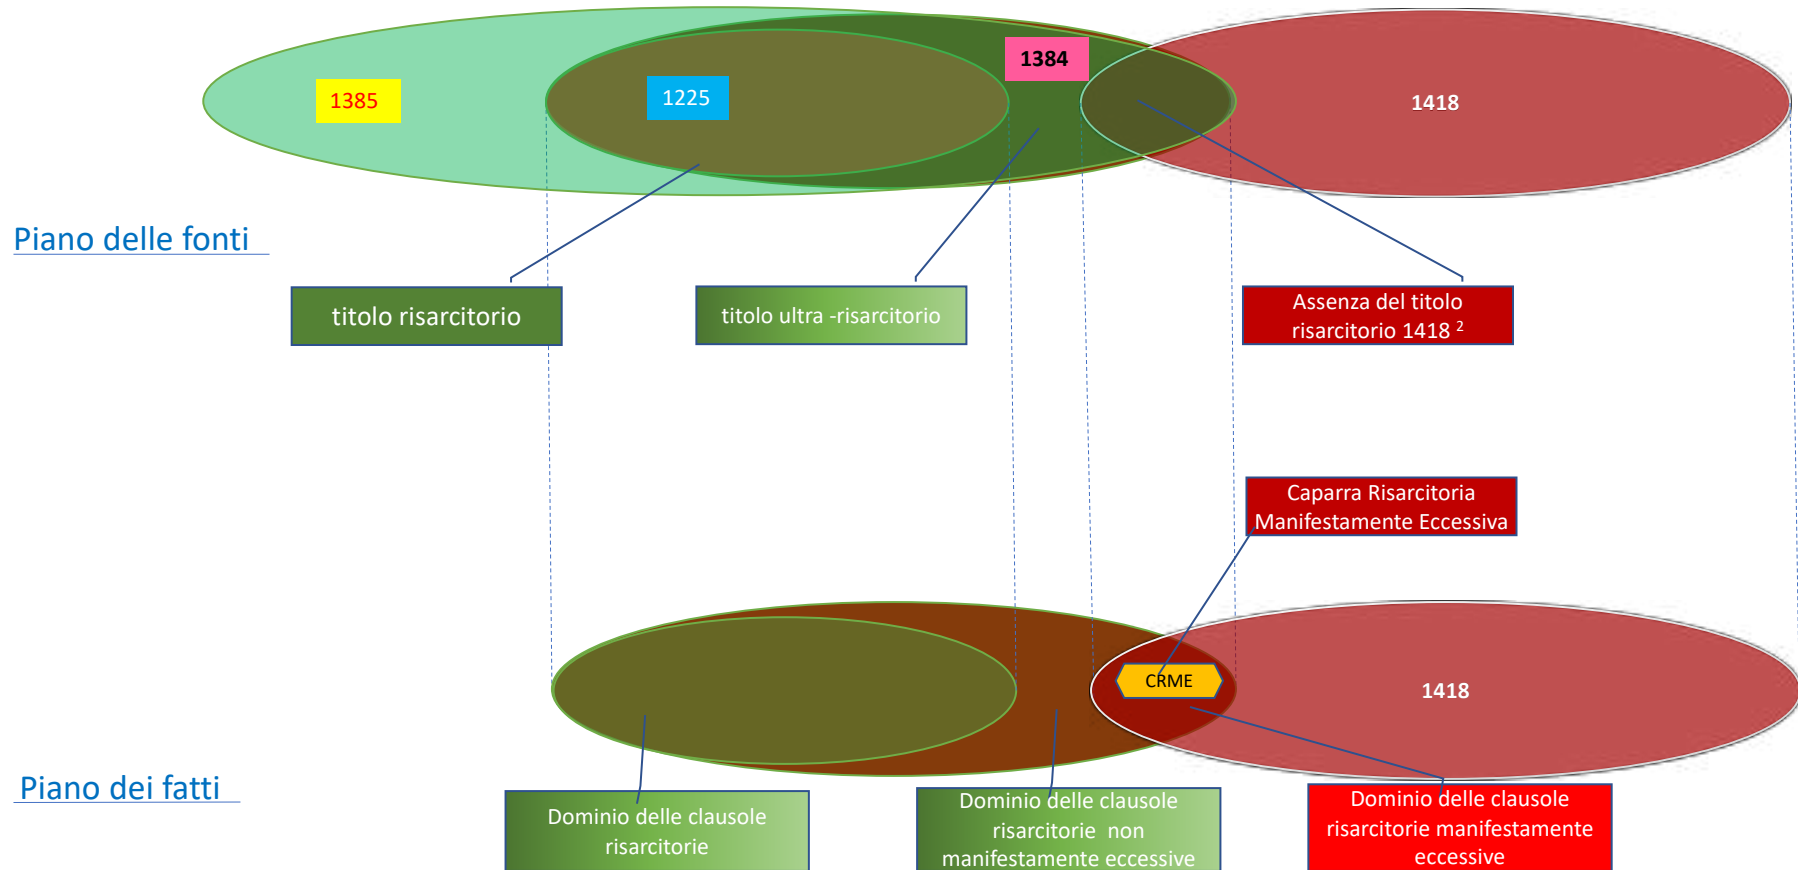 1384
1385
1225
1418
Piano delle fonti
titolo risarcitorio
titolo ultra -risarcitorio
Assenza del titolo
risarcitorio 1418 ²
Caparra Risarcitoria
Manifestamente Eccessiva
CRME
1418
Piano dei fatti
Dominio delle clausole
risarcitorie
Dominio delle clausole
risarcitorie  non
manifestamente eccessive
Dominio delle clausole
risarcitorie manifestamente
eccessive